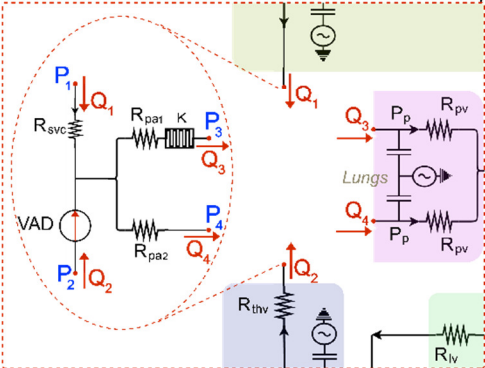 P1
Q1
Rsvc
Rpa1
K
P3
Q3
VAD
P2
Q2
Rpa2
P4
Q4
Q1
Q3
Pp
Rpv
Lungs
Q4
Pp
Rpv
Q2
Rthv
Rlv